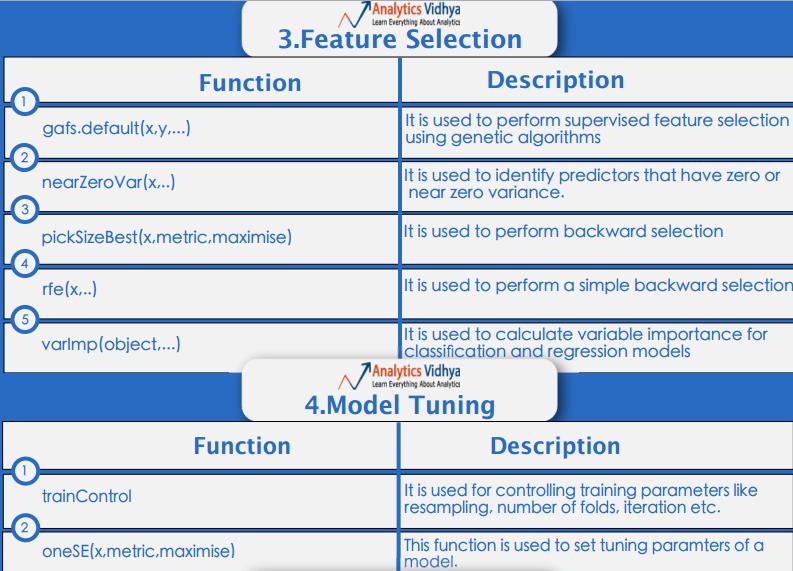 Analytics Vidhya
Learn Everything About Analytics
3.Feature Selection
Function
Description
1
gafs.default(x,y,...)
It is used to perform supervised feature selection
using genetic algorithms
2
nearZeroVar(x,..)
It is used to identify predictors that have zero or
near zero variance.
3
pickSizeBest(x,metric,maximise)
It is used to perform backward selection
4
rfe(x,..)
It is used to perform a simple backward selection
5
varImp(object,...)
It is used to calculate variable importance for
classification and regression models
Analytics Vidhya
Learn Everything About Analytics
4.Model Tuning
Function
Description
1
trainControl
It is used for controlling training parameters like
resampling, number of folds, iteration etc.
2
oneSE(x,metric,maximise)
This function is used to set tuning paramters of a
model.